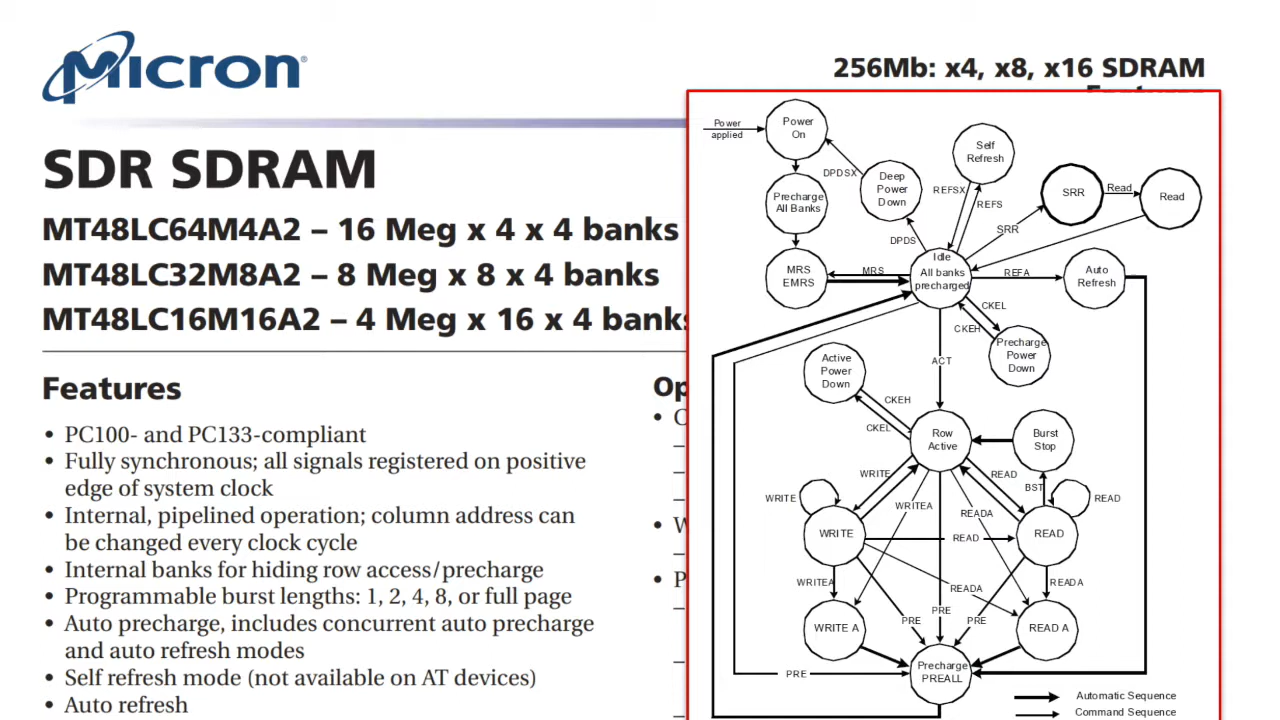 Micron®
256Mb: x4, x8, x16 SDRAM
SDR SDRAM
MT48LC64M4A2 – 16 Meg x 4 x 4 banks
MT48LC32M8A2 – 8 Meg x 8 x 4 banks
MT48LC16M16A2 – 4 Meg x 16 x 4 banks
Features
• PC100- and PC133-compliant
• Fully synchronous; all signals registered on positive
edge of system clock
• Internal, pipelined operation; column address can
be changed every clock cycle
• Internal banks for hiding row access/precharge
• Programmable burst lengths: 1, 2, 4, 8, or full page
• Auto precharge, includes concurrent auto precharge
and auto refresh modes
• Self refresh mode (not available on AT devices)
• Auto refresh
Op
Power
applied
Power
On
DPDSX
Deep
Power
Down
Self
Refresh
REFSX
REFS
SRR
Read
Read
Precharge
All Banks
DPDS
SRR
MRS
EMRS
MRS
Idle
All banks
precharged
REFA
Auto
Refresh
CKEL
CKEH
Precharge
Power
Down
Active
Power
Down
ACT
CKEH
CKEL
Row
Active
Burst
Stop
WRITE
READ
BST
WRITE
WRITEA
READA
READ
WRITE
READ
READ
WRITEA
READA
READA
PRE
PRE
PRE
WRITE A
READ A
PRE
Precharge
PREALL
Automatic Sequence
Command Sequence